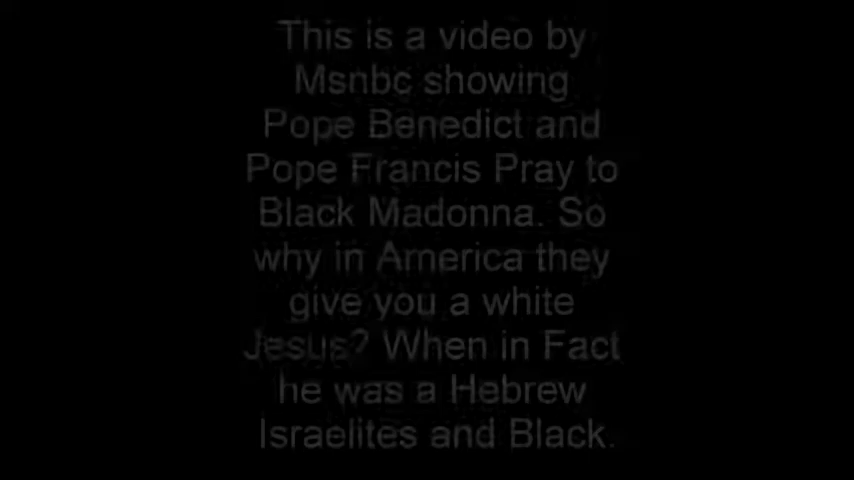 This is a video by
Msnbc showing
Pope Benedict and
Pope Francis Pray to
Black Madonna. So
why in America they
give you a white
Jesus? When in Fact
he was a Hebrew
Israelites and Black.